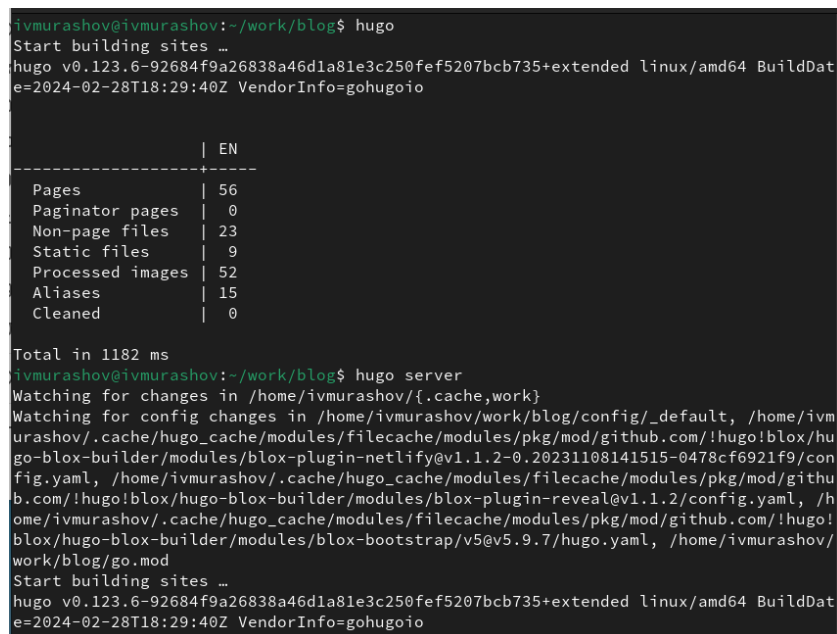 ivmurashov@ivmurashov:~/work/blog$ hugo
Start building sites …
hugo v0.123.6-92684f9a26838a46d1a81e3c250fef5207bcb735+extended linux/amd64 BuildDat
e=2024-02-28T18:29:40Z VendorInfo=gohugoio
                   | EN
-------------------+-----
  Pages            | 56
  Paginator pages  |  0
  Non-page files   | 23
  Static files     |  9
  Processed images | 52
  Aliases          | 15
  Cleaned          |  0
Total in 1182 ms
ivmurashov@ivmurashov:~/work/blog$ hugo server
Watching for changes in /home/ivmurashov/{.cache,work}
Watching for config changes in /home/ivmurashov/work/blog/config/_default, /home/ivm
urashov/.cache/hugo_cache/modules/filecache/modules/pkg/mod/github.com/!hugo!blox/hu
go-blox-builder/modules/blox-plugin-netlify@v1.1.2-0.20231108141515-0478cf6921f9/con
fig.yaml, /home/ivmurashov/.cache/hugo_cache/modules/filecache/modules/pkg/mod/githu
b.com/!hugo!blox/hugo-blox-builder/modules/blox-plugin-reveal@v1.1.2/config.yaml, /h
ome/ivmurashov/.cache/hugo_cache/modules/filecache/modules/pkg/mod/github.com/!hugo!
blox/hugo-blox-builder/modules/blox-bootstrap/v5@v5.9.7/hugo.yaml, /home/ivmurashov/
work/blog/go.mod
Start building sites …
hugo v0.123.6-92684f9a26838a46d1a81e3c250fef5207bcb735+extended linux/amd64 BuildDat
e=2024-02-28T18:29:40Z VendorInfo=gohugoio